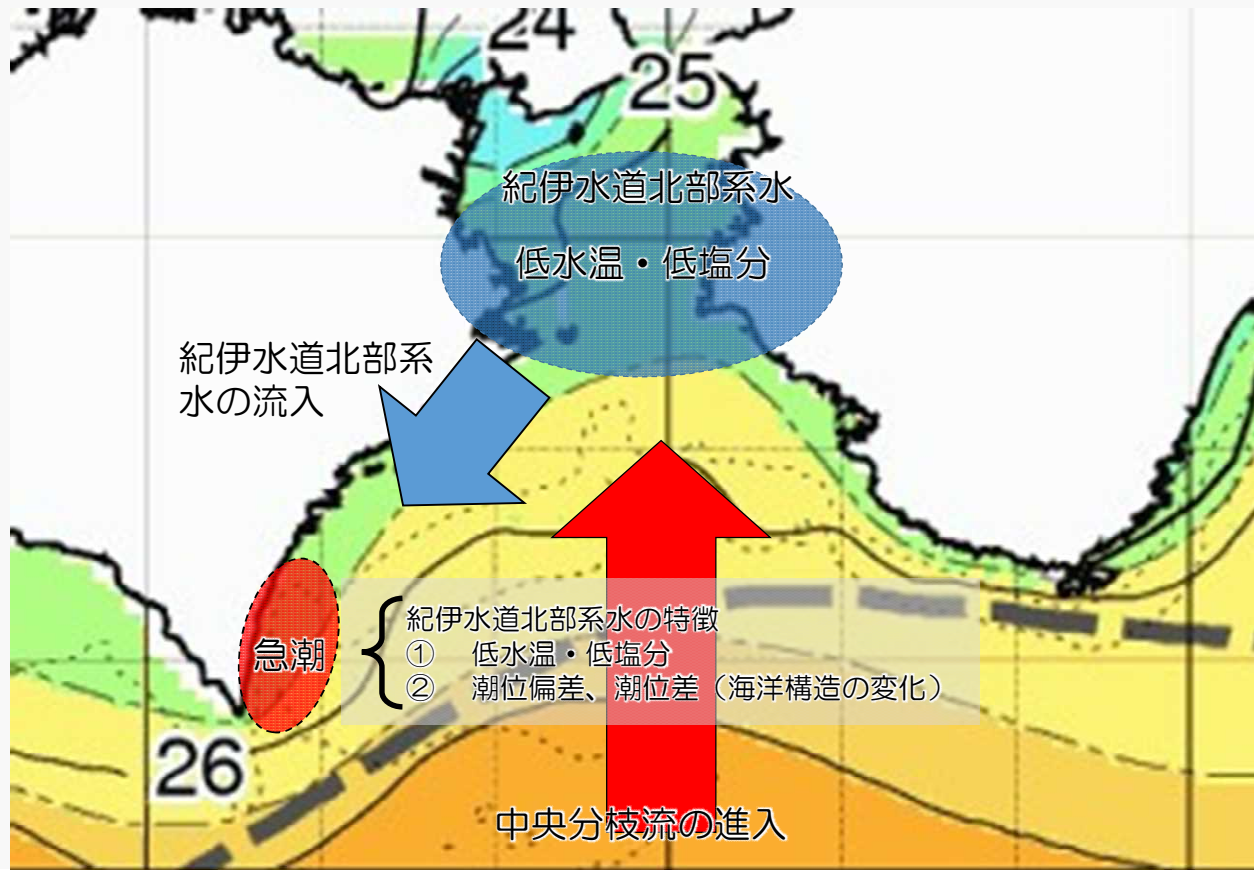 24
25
紀伊水道北部系水
低水温・低塩分
紀伊水道北部系
水の流入
急潮
紀伊水道北部系水の特徴
① 低水温・低塩分
② 潮位偏差、潮位差（海洋構造の変化）
26
中央分枝流の進入